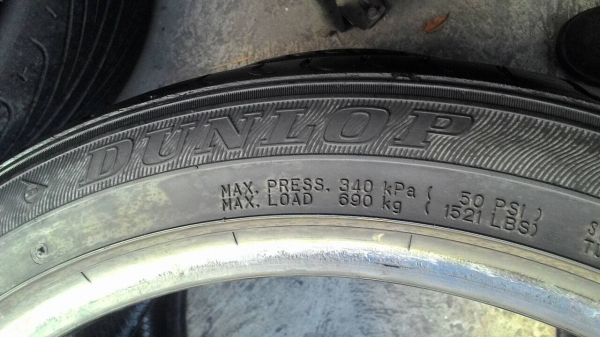 DUNLOP
MAX. PRESS. 340 kPa ( 50 PSI )
MAX. LOAD 690 kg ( 1521 LBS)